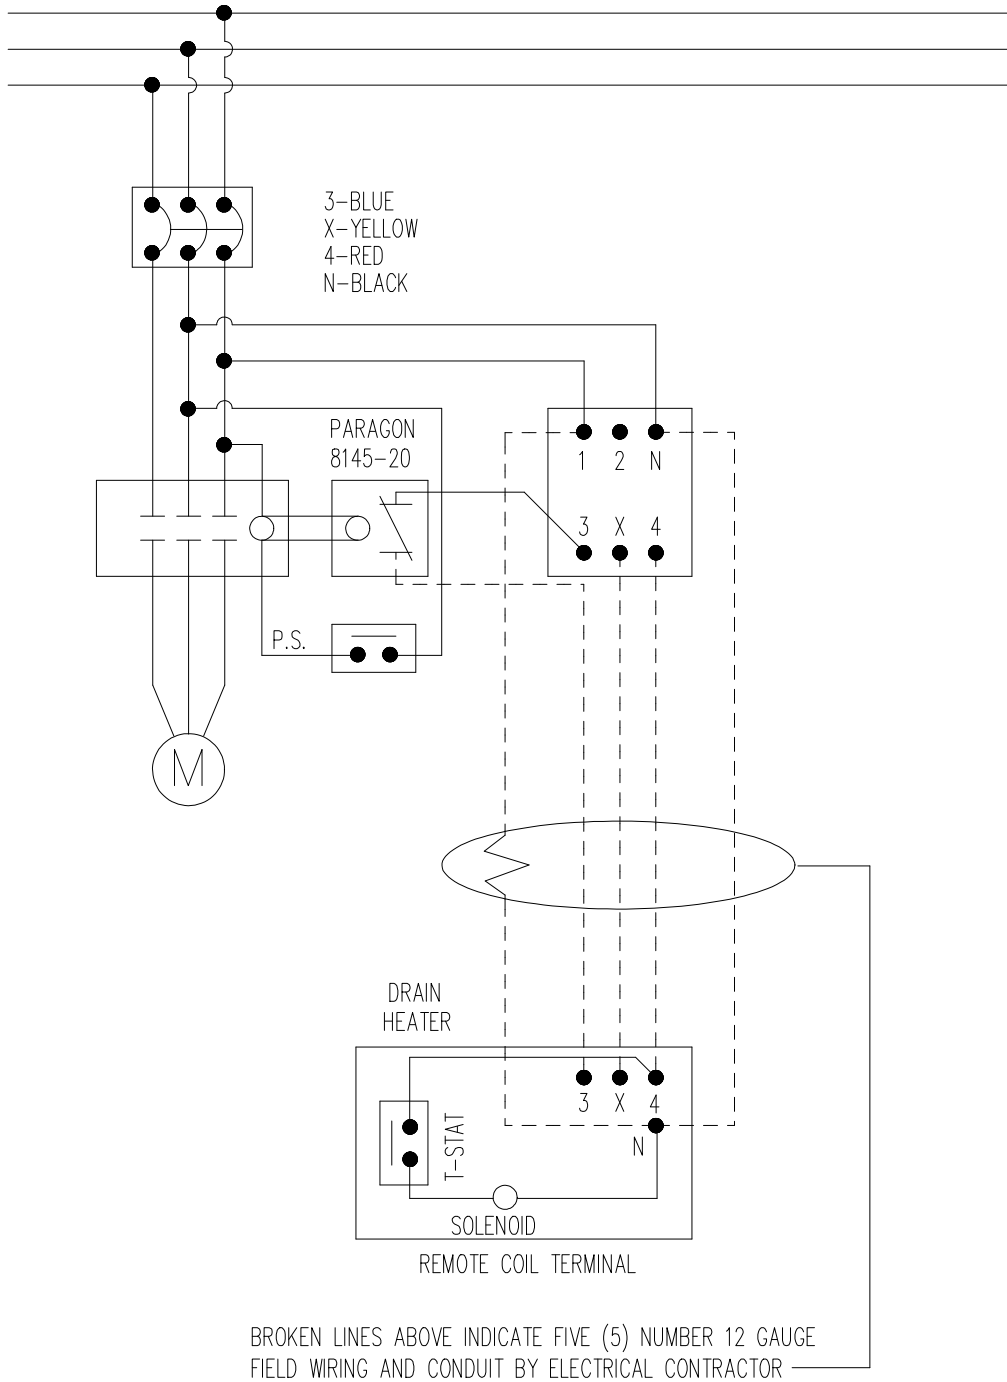 3-BLUE
X-YELLOW
4-RED
N-BLACK
PARAGON
8145-20
1 2 N
3 X 4
P.S.
M
DRAIN
HEATER
3 X 4
N
T-STAT
SOLENOID
REMOTE COIL TERMINAL
BROKEN LINES ABOVE INDICATE FIVE (5) NUMBER 12 GAUGE
FIELD WIRING AND CONDUIT BY ELECTRICAL CONTRACTOR